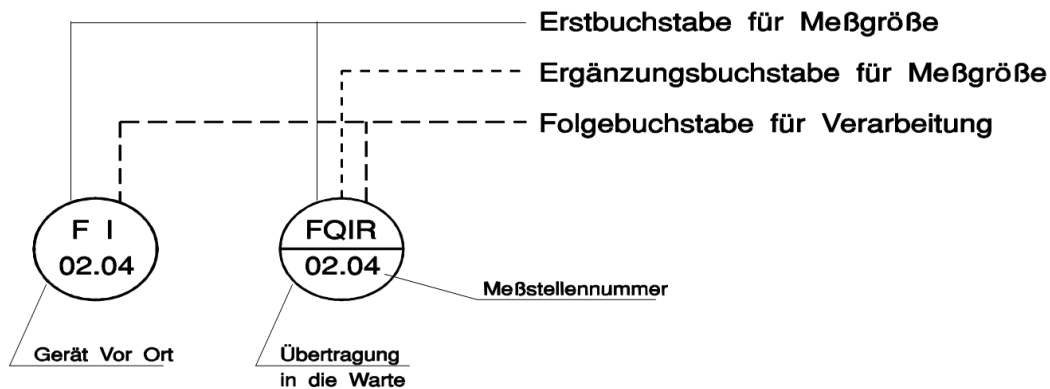 Erstbuchstabe für Meßgröße
Ergänzungsbuchstabe für Meßgröße
Folgebuchstabe für Verarbeitung
F I
02.04
FQIR
02.04
Meßstellennummer
Gerät Vor Ort
Übertragung
in die Warte